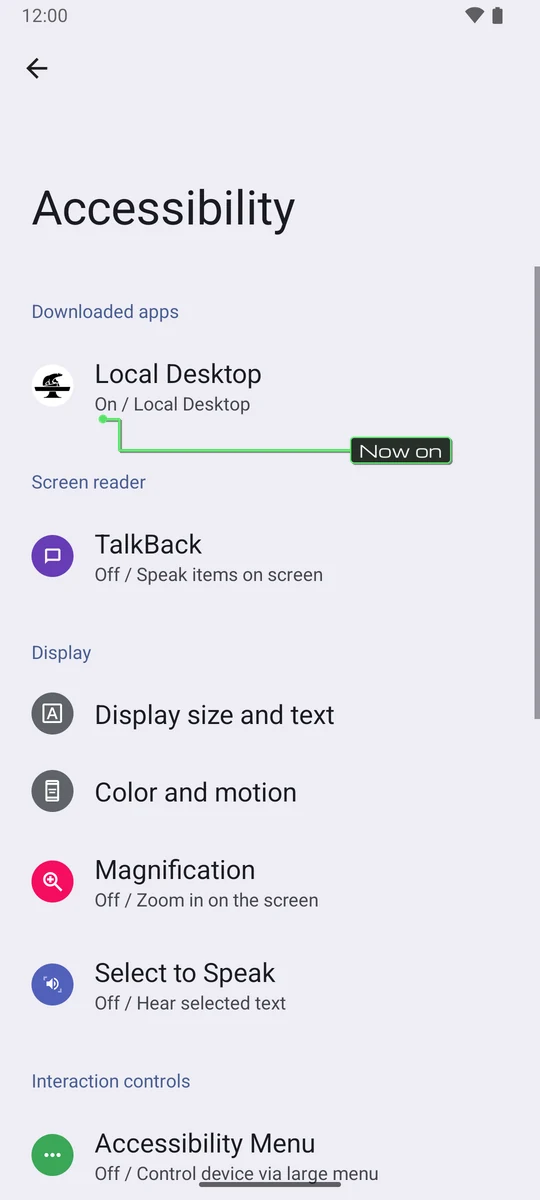 12:00
Accessibility
Downloaded apps
Local Desktop
On / Local Desktop
Now on
Screen reader
TalkBack
Off / Speak items on screen
Display
Display size and text
Color and motion
Magnification
Off / Zoom in on the screen
Select to Speak
Off / Hear selected text
Interaction controls
Accessibility Menu
Off / Control device via large menu